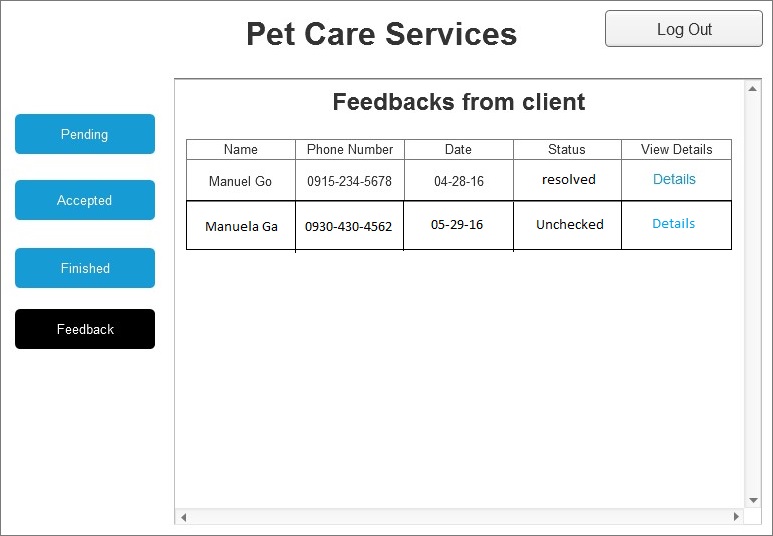 Pet Care Services
Log Out
Feedbacks from client
Pending
Accepted
Finished
Feedback
Name Phone Number Date Status View Details
Manuel Go 0915-234-5678 04-28-16 resolved Details
Manuela Ga 0930-430-4562 05-29-16 Unchecked Details